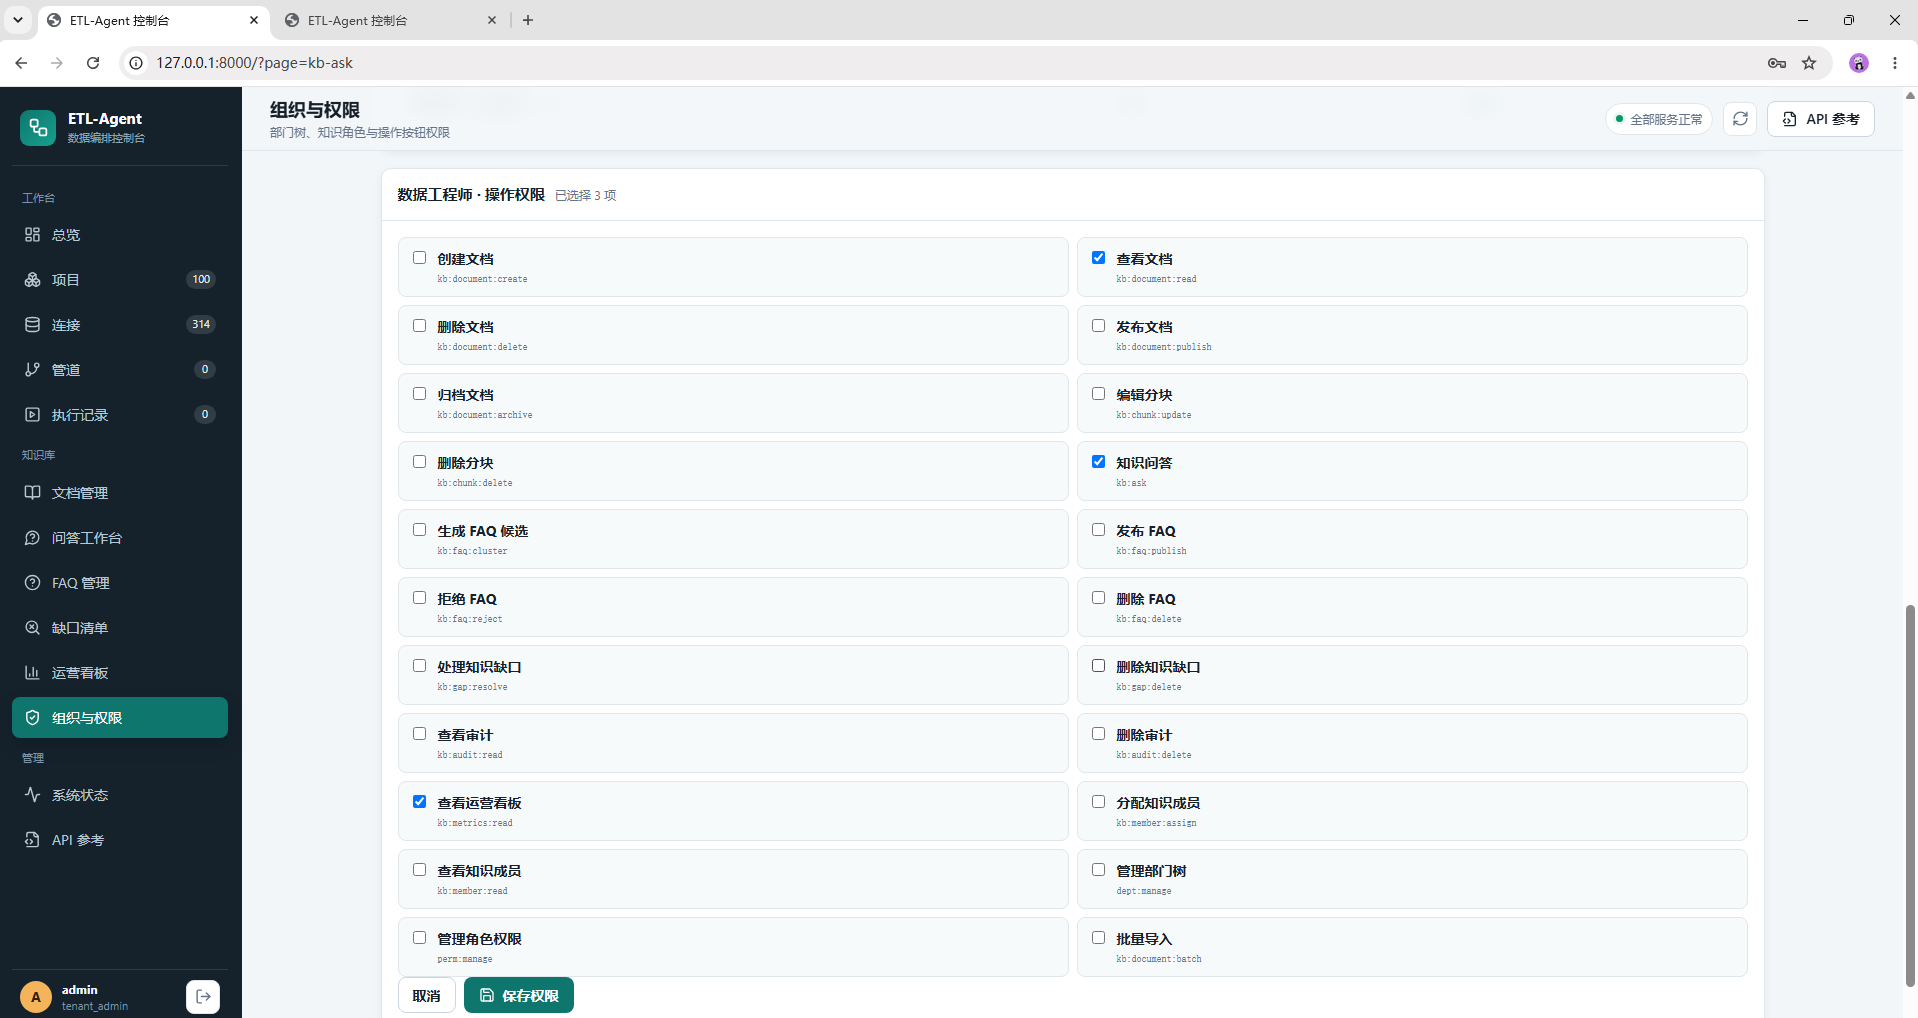 ETL-Agent 控制台
ETL-Agent 控制台
127.0.0.1:8000/?page=kb-ask
ETL-Agent
数据编排控制台
工作台
总览
项目 100
连接 314
管道 0
执行记录 0
知识库
文档管理
问答工作台
FAQ 管理
缺口清单
运营看板
组织与权限
管理
系统状态
API 参考
A
admin
tenant_admin
组织与权限
部门树、知识角色与操作按钮权限
全部服务正常
API 参考
数据工程师 · 操作权限 已选择 3 项
创建文档
kb:document:create
查看文档
kb:document:read
删除文档
kb:document:delete
发布文档
kb:document:publish
归档文档
kb:document:archive
编辑分块
kb:chunk:update
删除分块
kb:chunk:delete
知识问答
kb:ask
生成 FAQ 候选
kb:faq:cluster
发布 FAQ
kb:faq:publish
拒绝 FAQ
kb:faq:reject
删除 FAQ
kb:faq:delete
处理知识缺口
kb:gap:resolve
删除知识缺口
kb:gap:delete
查看审计
kb:audit:read
删除审计
kb:audit:delete
查看运营看板
kb:metrics:read
分配知识成员
kb:member:assign
查看知识成员
kb:member:read
管理部门树
dept:manage
管理角色权限
perm:manage
批量导入
kb:document:batch
取消
保存权限